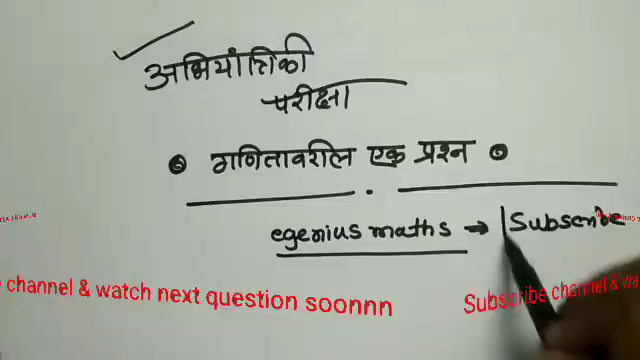 अभियांत्रिकी
परीक्षा
गणितावरील एक प्रश्न
egenius maths → Subscribe
channel & watch next question soonnn
Subscribe channel & wa